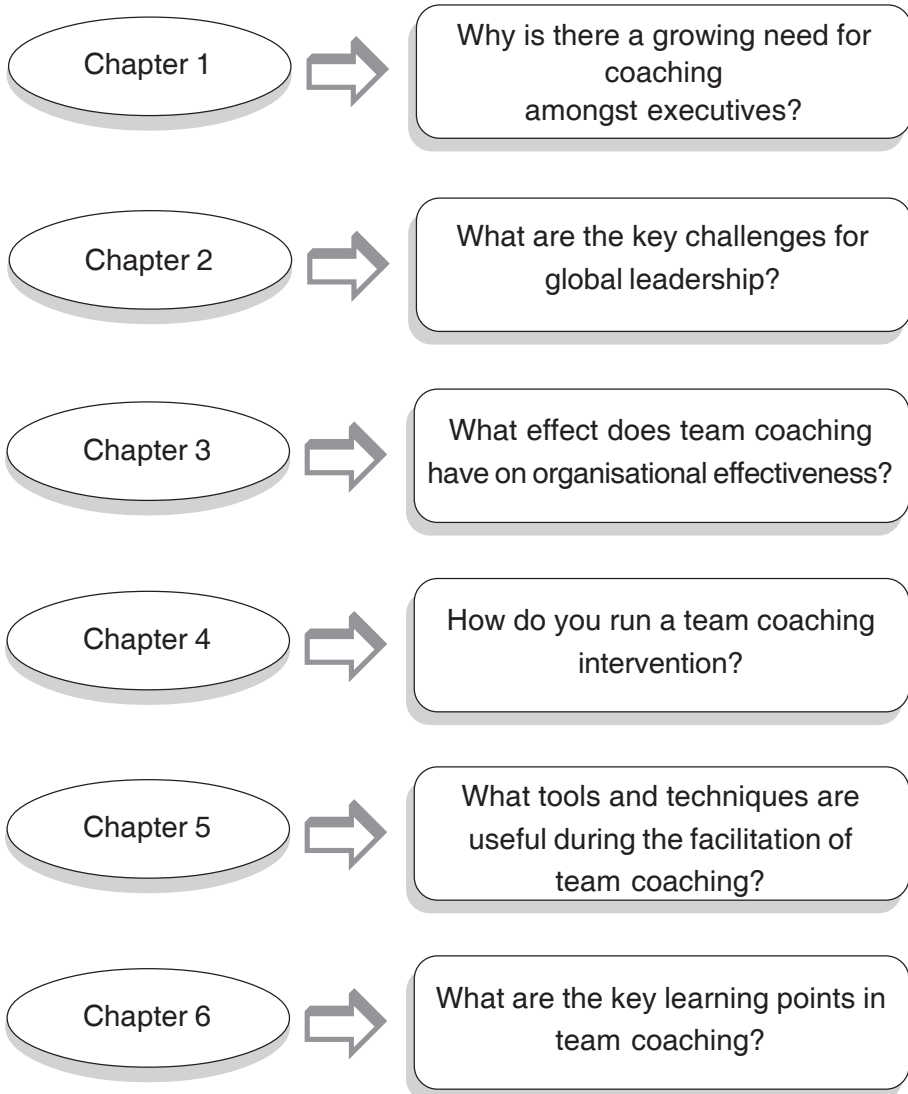 Chapter 1
Why is there a growing need for
coaching
amongst executives?
Chapter 2
What are the key challenges for
global leadership?
Chapter 3
What effect does team coaching
have on organisational effectiveness?
Chapter 4
How do you run a team coaching
intervention?
Chapter 5
What tools and techniques are
useful during the facilitation of
team coaching?
Chapter 6
What are the key learning points in
team coaching?